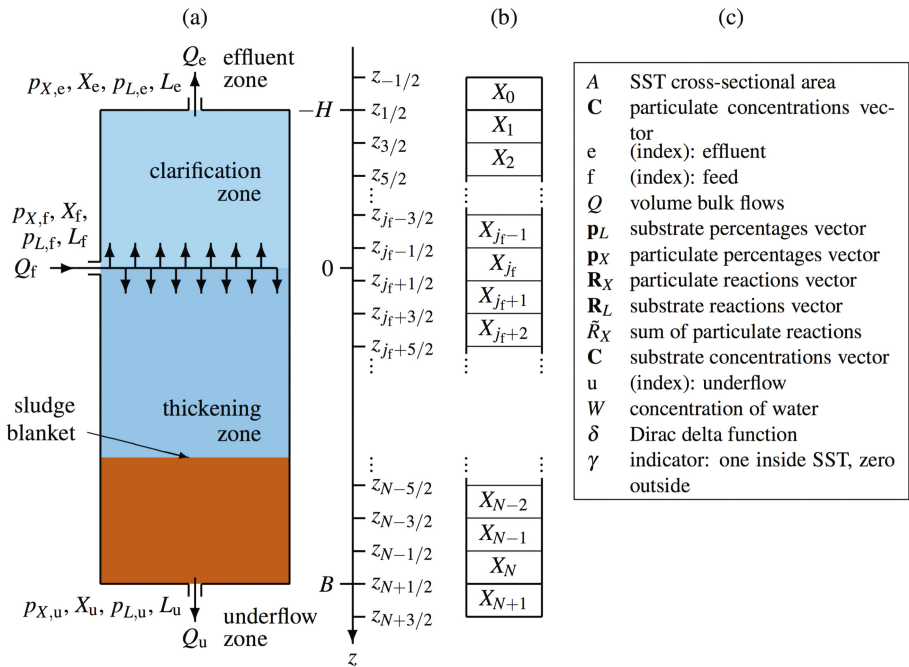 (a)
(b)
(c)
Qe
effluent
zone
pX,e, Xe, pL,e, Le
clarification
zone
pX,f, Xf,
pL,f, Lf
Qf
sludge
blanket
thickening
zone
pX,u, Xu, pL,u, Lu
underflow
zone
Qu
−H
0
B
z
z−1/2
z1/2
z3/2
z5/2
zjf−3/2
zjf−1/2
zjf+1/2
zjf+3/2
zjf+5/2
zN−5/2
zN−3/2
zN−1/2
zN+1/2
zN+3/2
X0
X1
X2
Xjf−1
Xjf
Xjf+1
Xjf+2
XN−2
XN−1
XN
XN+1
A SST cross-sectional area
C particulate concentrations vec-
tor
e (index): effluent
f (index): feed
Q volume bulk flows
pL substrate percentages vector
pX particulate percentages vector
RX particulate reactions vector
RL substrate reactions vector
R̃X sum of particulate reactions
C substrate concentrations vector
u (index): underflow
W concentration of water
δ Dirac delta function
γ indicator: one inside SST, zero
outside